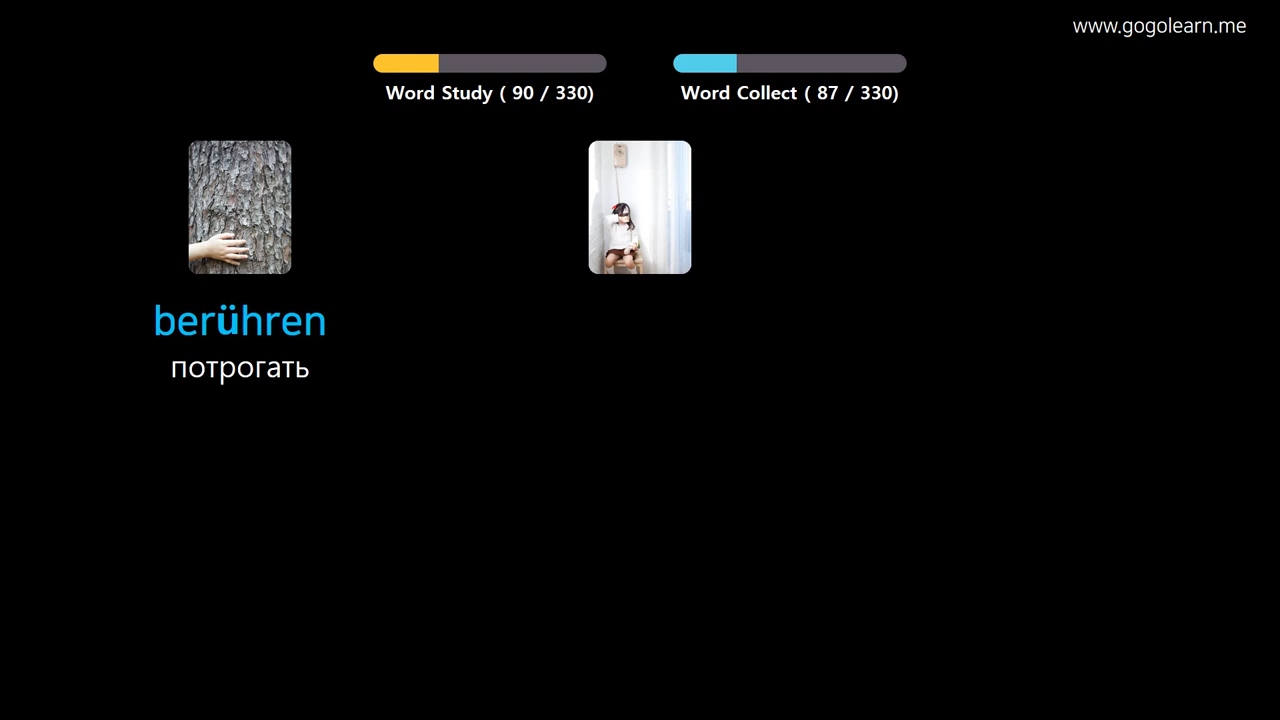 www.gogolearn.me
Word Study ( 90 / 330)
Word Collect ( 87 / 330)
berühren
потрогать